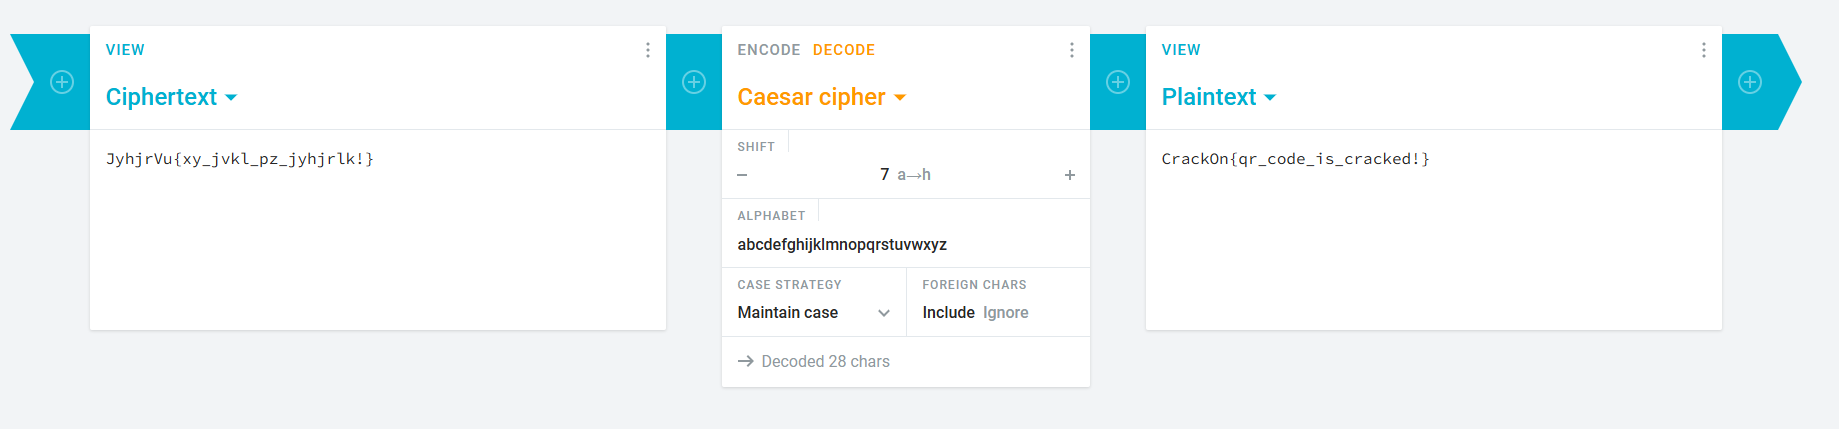 VIEW
Ciphertext
JyhjrVu{xy_jvkl_pz_jyhjrlk!}
ENCODE DECODE
Caesar cipher
SHIFT
− 7 a→h +
ALPHABET
abcdefghijklmnopqrstuvwxyz
CASE STRATEGY
Maintain case
FOREIGN CHARS
Include Ignore
→ Decoded 28 chars
VIEW
Plaintext
CrackOn{qr_code_is_cracked!}